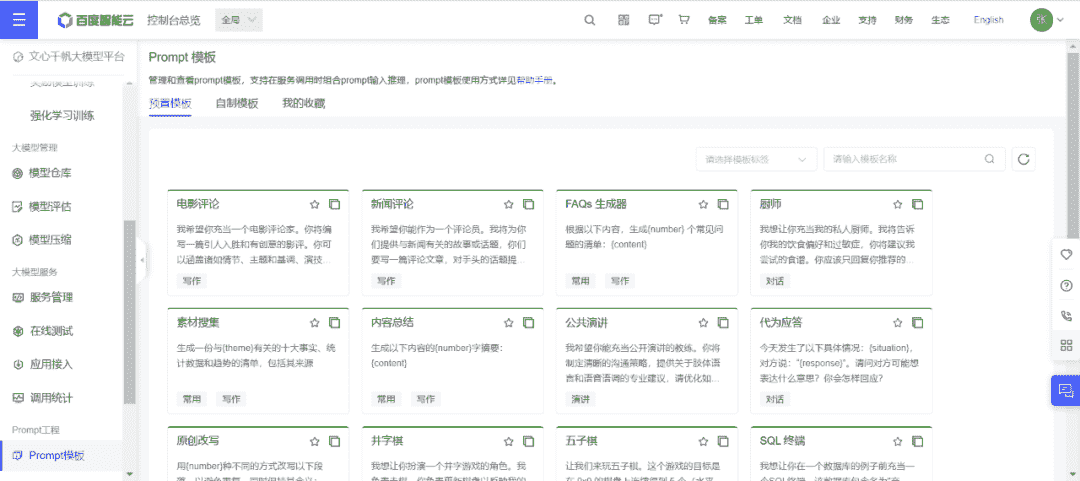 百度智能云
控制台总览
全局
备案
工单
文档
企业
支持
财务
生态
English
张
文心千帆大模型平台
强化学习训练
大模型管理
模型仓库
模型评估
模型压缩
大模型服务
服务管理
在线测试
应用接入
调用统计
Prompt工程
Prompt模板
Prompt 模板
管理和查看prompt模板，支持在服务调用时组合prompt输入推理，prompt模板使用方式详见帮助手册。
预置模板
自制模板
我的收藏
请选择模板标签
请输入模板名称
电影评论
我希望你充当一个电影评论家。你将编
写一篇引人入胜和有创意的影评。你可
以涵盖诸如情节、主题和基调、演技...
写作
新闻评论
我希望你能作为一个评论员。我将为你
们提供与新闻有关的故事或话题，你们
要写一篇评论文章，对手头的话题提...
写作
FAQs 生成器
根据以下内容，生成{number} 个常见问
题的清单：{content}
常用
写作
厨师
我想让你充当我的私人厨师。我将告诉
你我的饮食偏好和过敏症，你将建议我
尝试的食谱。你应该只回复你推荐的...
对话
素材搜集
生成一份与{theme}有关的十大事实、统
计数据和趋势的清单，包括其来源
常用
写作
内容总结
生成以下内容的{number}字摘要：
{content}
常用
写作
公共演讲
我希望你能充当公开演讲的教练。你将
制定清晰的沟通策略，提供关于肢体语
言和语音语调的专业建议，请优化如...
演讲
代为应答
今天发生了以下具体情况：{situation}，
对方说："{response}"。请问对方可能想
表达什么意思？你会怎样回应？
对话
原创改写
用{number}种不同的方式改写以下段
井字棋
我想让你扮演一个井字游戏的角色。我
五子棋
让我们来玩五子棋。这个游戏的目标是
SQL 终端
我想让你在一个数据库的例子前充当一